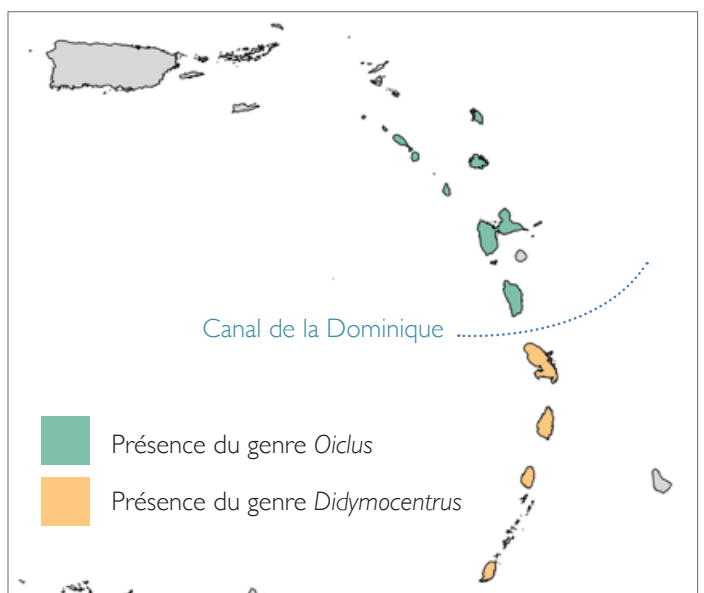 Canal de la Dominique
Présence du genre Oiclus
Présence du genre Didymocentrus